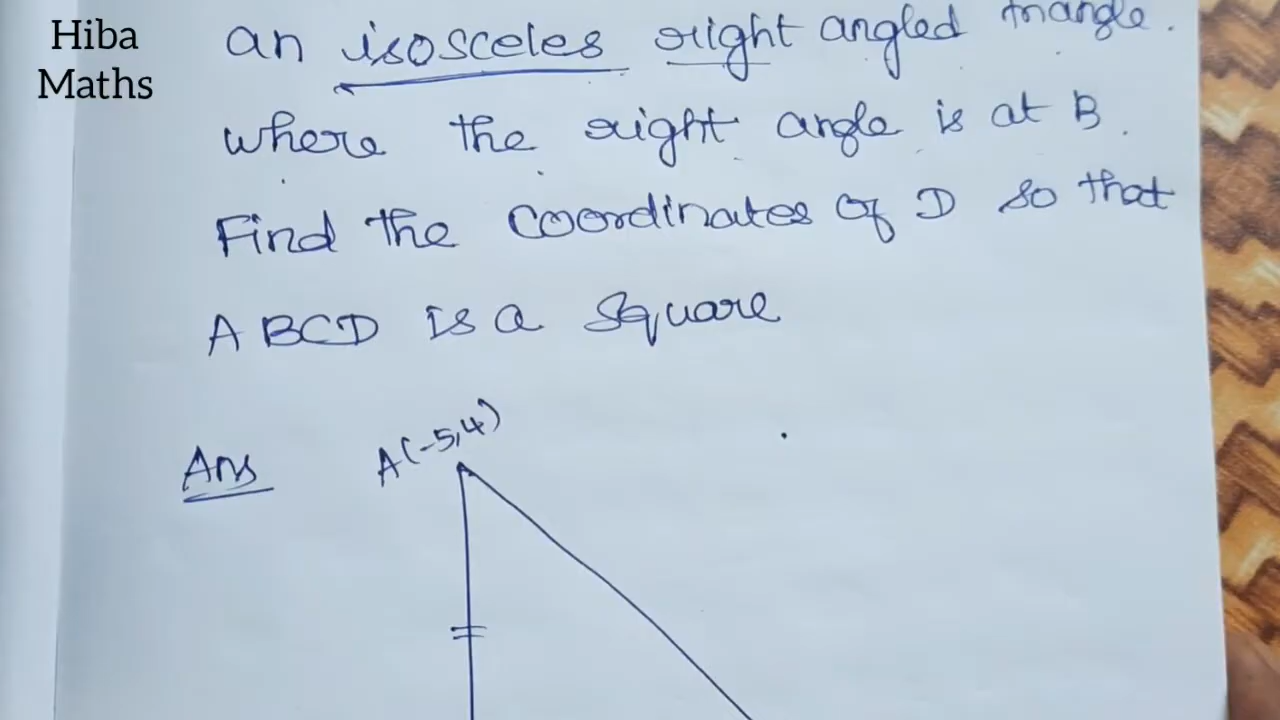 Hiba
Maths
an isosceles right angled triangle.
where the right angle is at B.
Find the coordinates of D so that
ABCD is a square
Ans
A(-5,4)